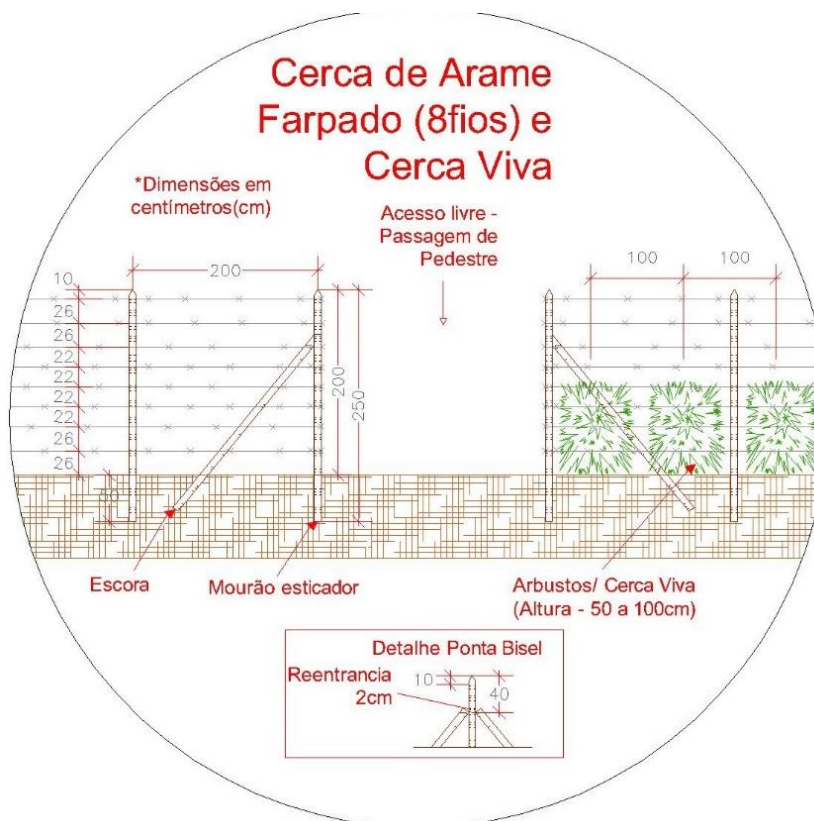 Cerca de Arame
Farpado (8fios) e
Cerca Viva
*Dimensões em
centímetros(cm)
Acesso livre -
Passagem de
Pedestre
200
100
100
10
26
26
22
22
22
22
26
26
200
250
50
Escora
Mourão esticador
Arbustos/ Cerca Viva
(Altura - 50 a 100cm)
Detalhe Ponta Bisel
Reentrancia
2cm
10
40